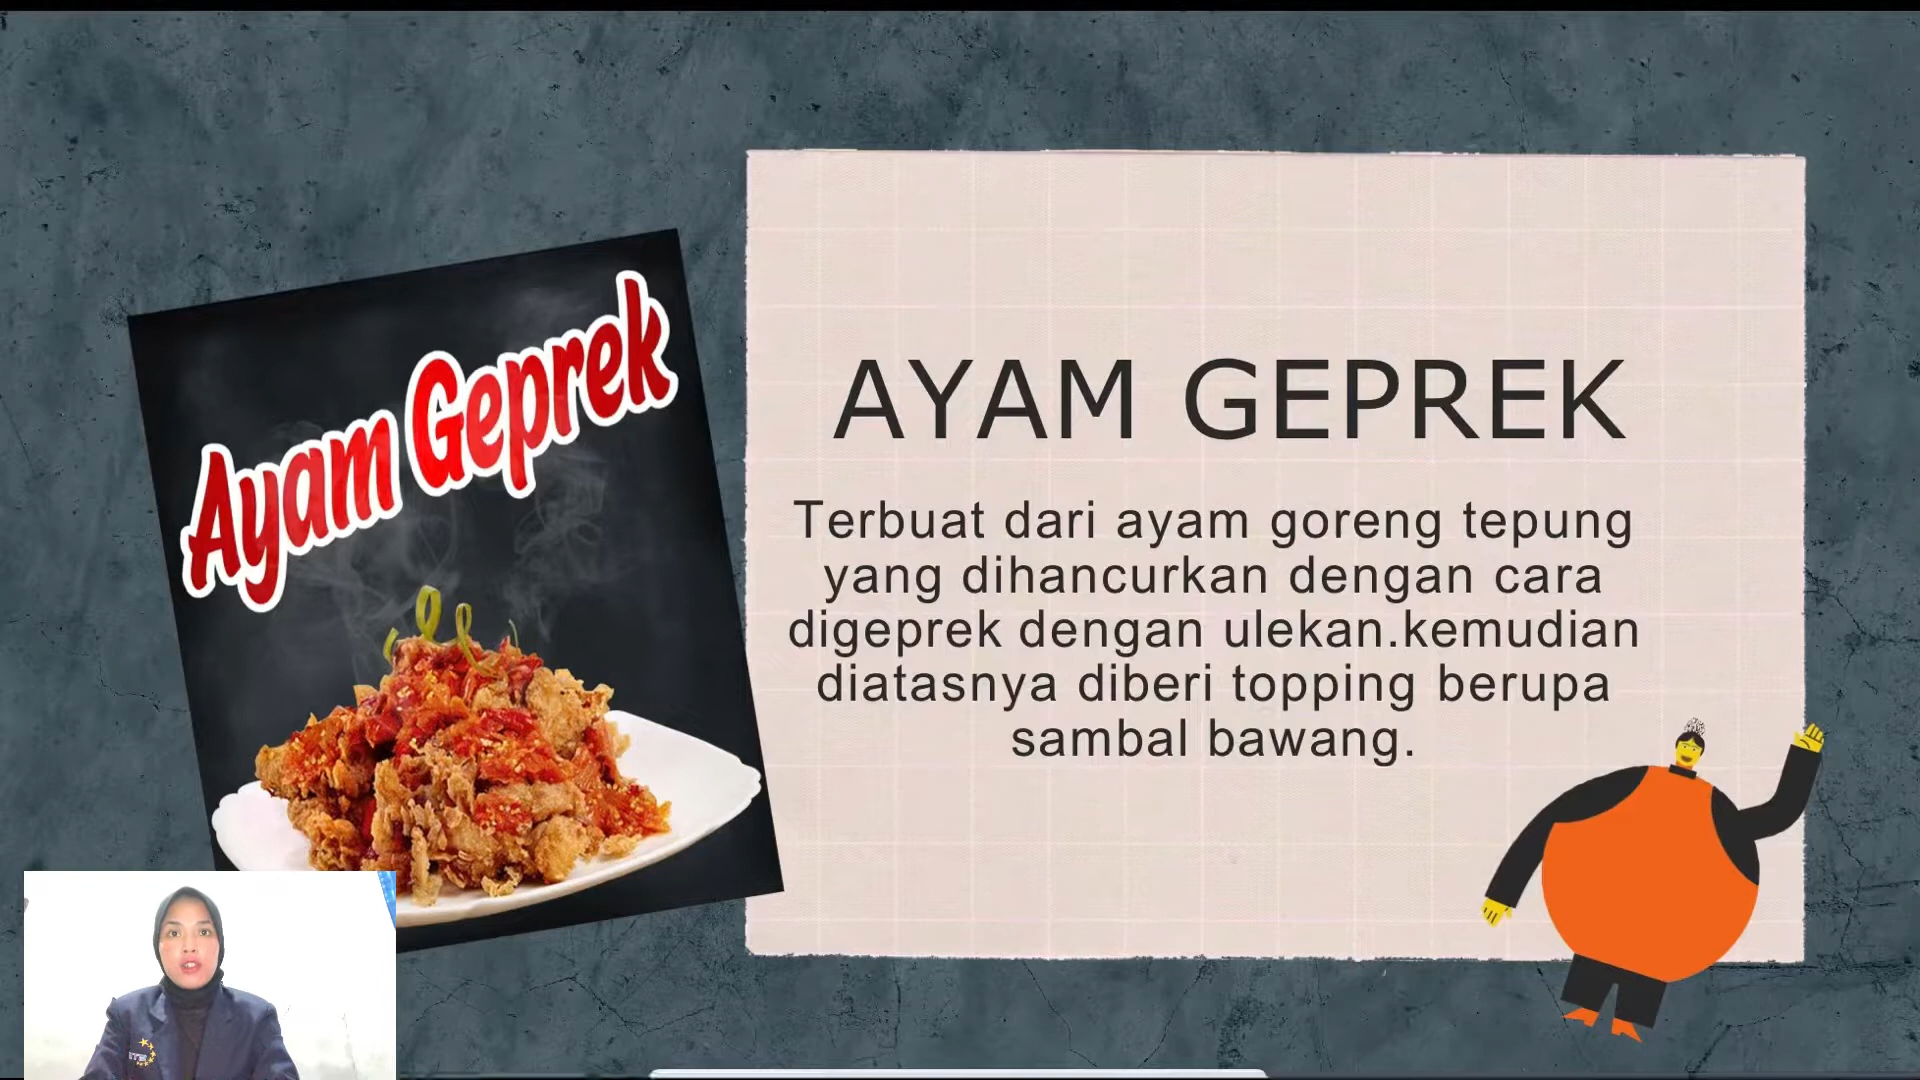 Ayam Geprek
AYAM GEPREK
Terbuat dari ayam goreng tepung
yang dihancurkan dengan cara
digeprek dengan ulekan.kemudian
diatasnya diberi topping berupa
sambal bawang.